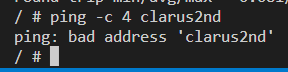 / # ping -c 4 clarus2nd
ping: bad address 'clarus2nd'
/ #